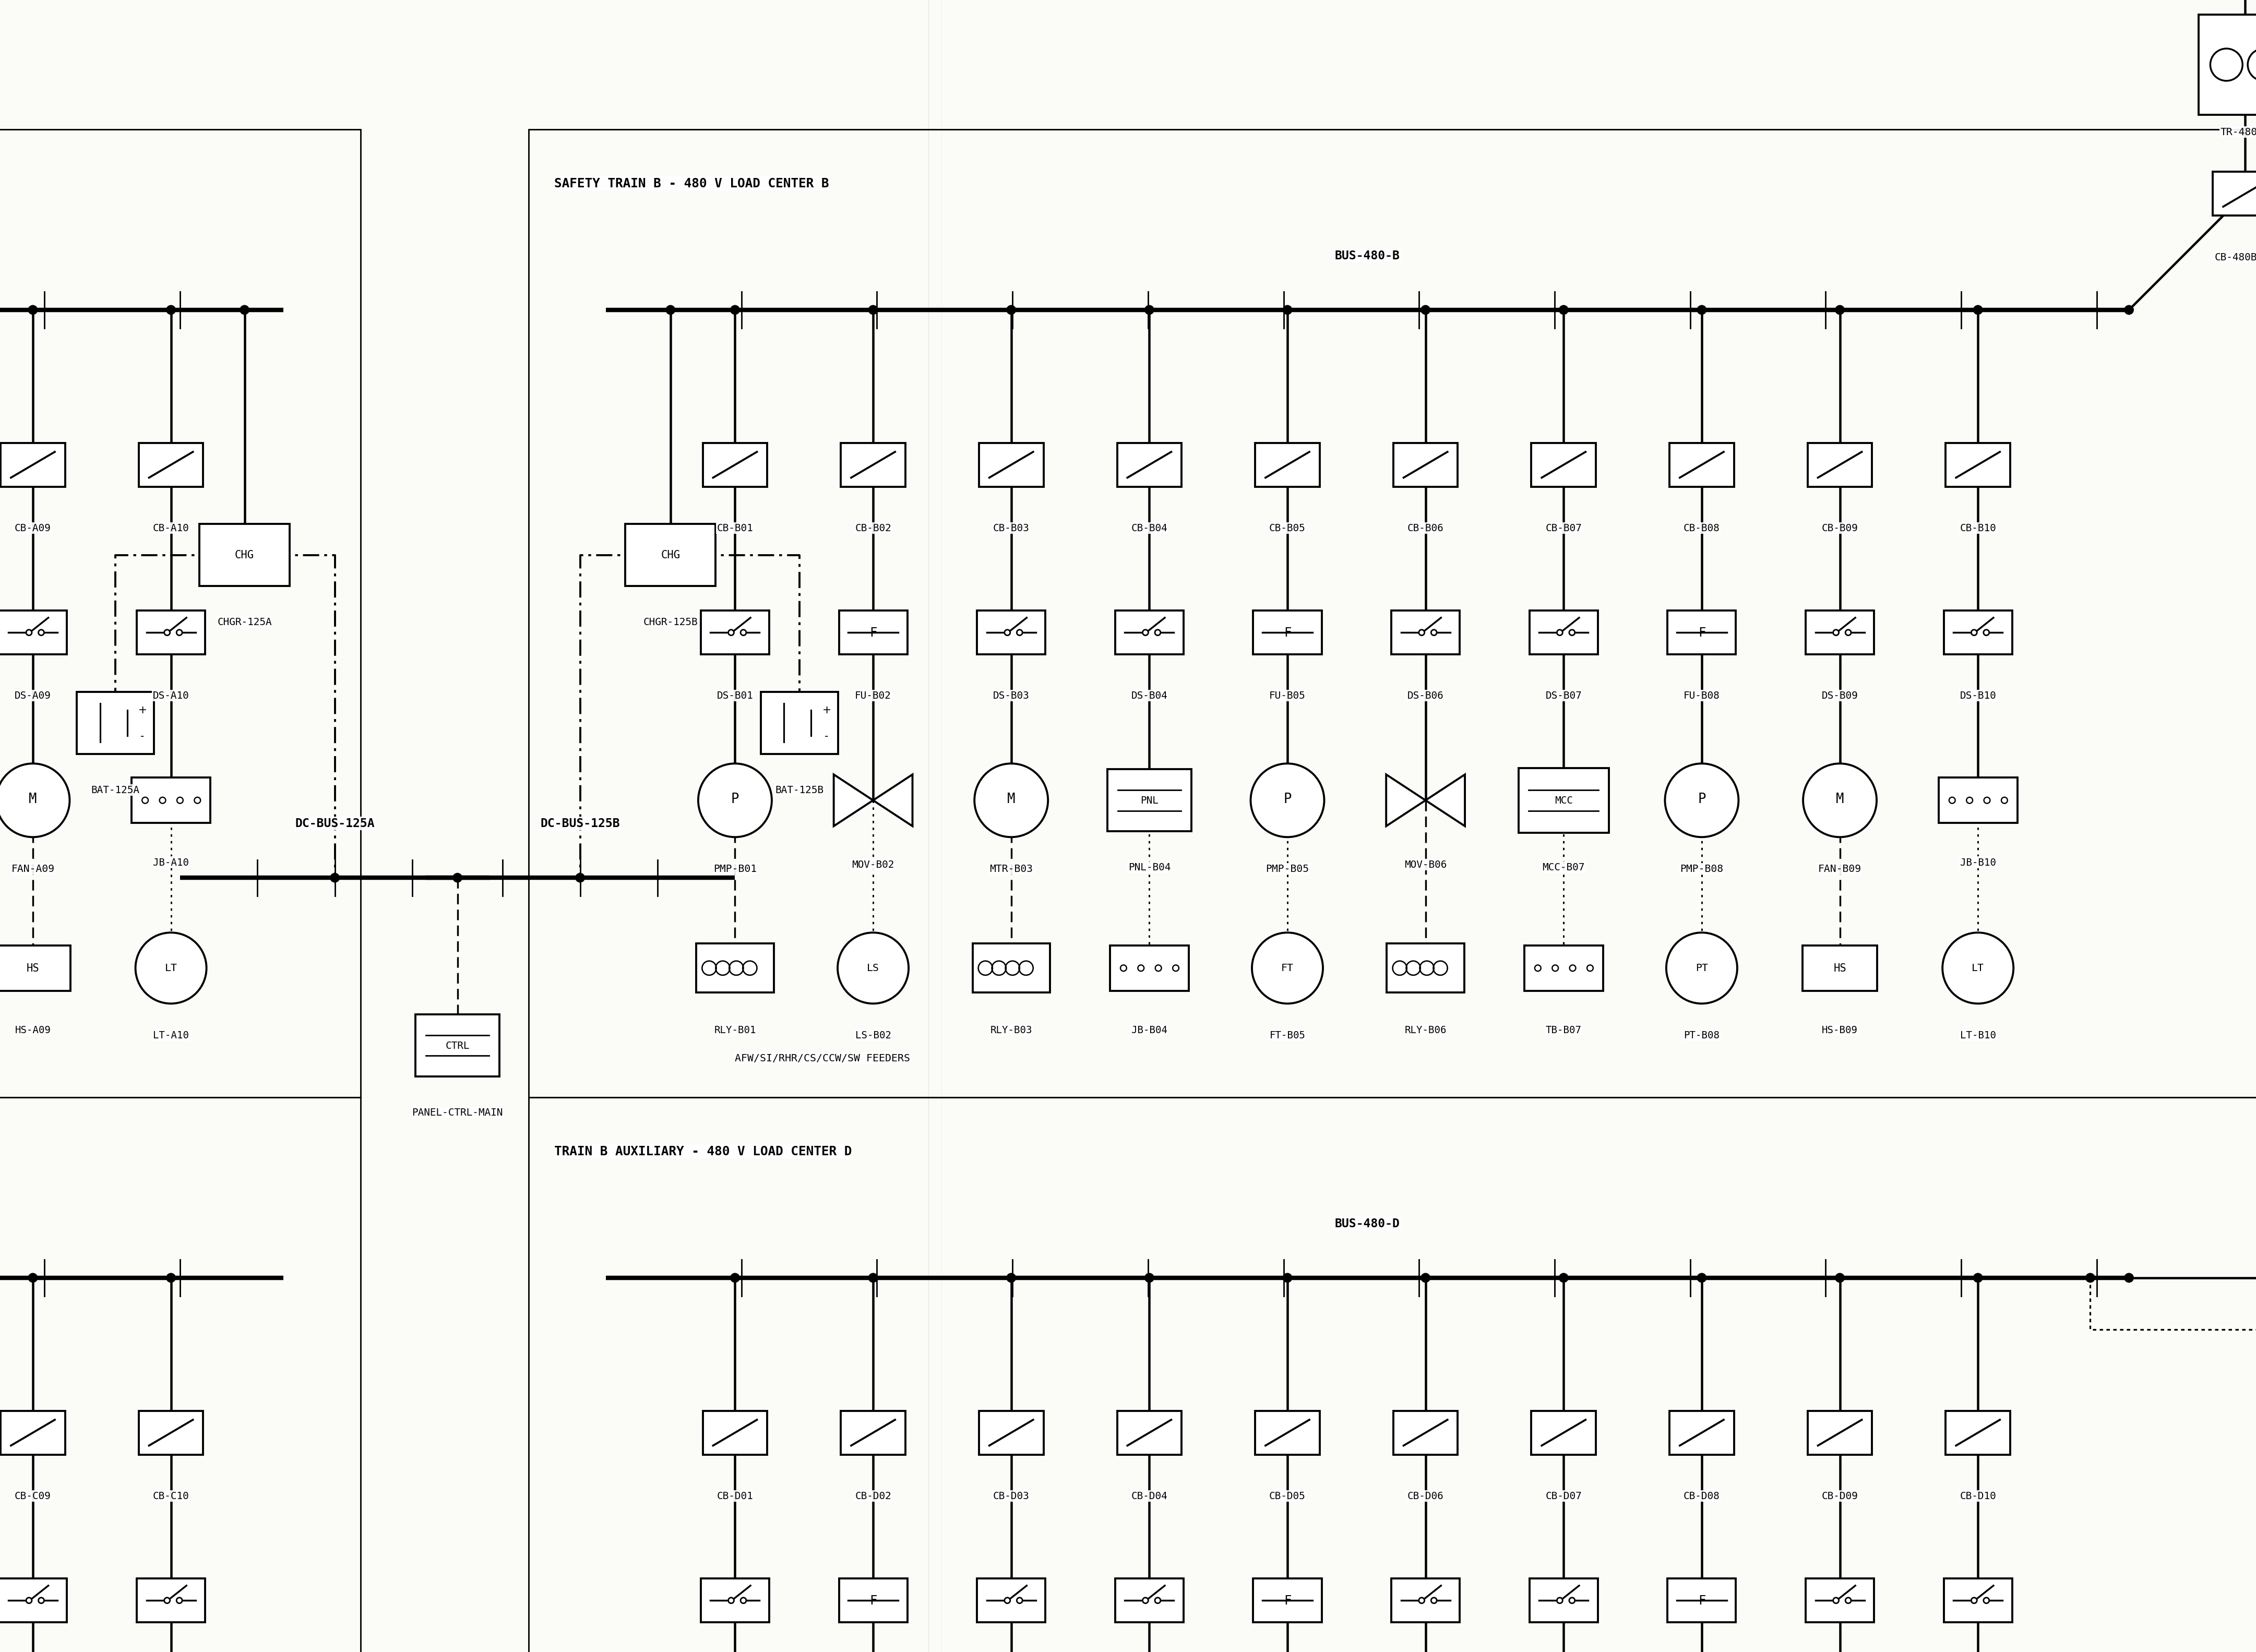 TR-480
SAFETY TRAIN B - 480 V LOAD CENTER B
BUS-480-B
CB-480B
CB-A09 CB-A10 CB-B01 CB-B02 CB-B03 CB-B04 CB-B05 CB-B06 CB-B07 CB-B08 CB-B09 CB-B10
CHG CHG
CHGR-125A CHGR-125B
F F F
DS-A09 DS-A10 DS-B01 FU-B02 DS-B03 DS-B04 FU-B05 DS-B06 DS-B07 FU-B08 DS-B09 DS-B10
+ +
- -
BAT-125A BAT-125B
M P M PNL P MCC P M
DC-BUS-125A DC-BUS-125B
FAN-A09 JB-A10 PMP-B01 MOV-B02 MTR-B03 PNL-B04 PMP-B05 MOV-B06 MCC-B07 PMP-B08 FAN-B09 JB-B10
HS LT LS FT PT HS LT
HS-A09 LT-A10 RLY-B01 LS-B02 RLY-B03 JB-B04 FT-B05 RLY-B06 TB-B07 PT-B08 HS-B09 LT-B10
CTRL
AFW/SI/RHR/CS/CCW/SW FEEDERS
PANEL-CTRL-MAIN
TRAIN B AUXILIARY - 480 V LOAD CENTER D
BUS-480-D
CB-C09 CB-C10 CB-D01 CB-D02 CB-D03 CB-D04 CB-D05 CB-D06 CB-D07 CB-D08 CB-D09 CB-D10
F F F